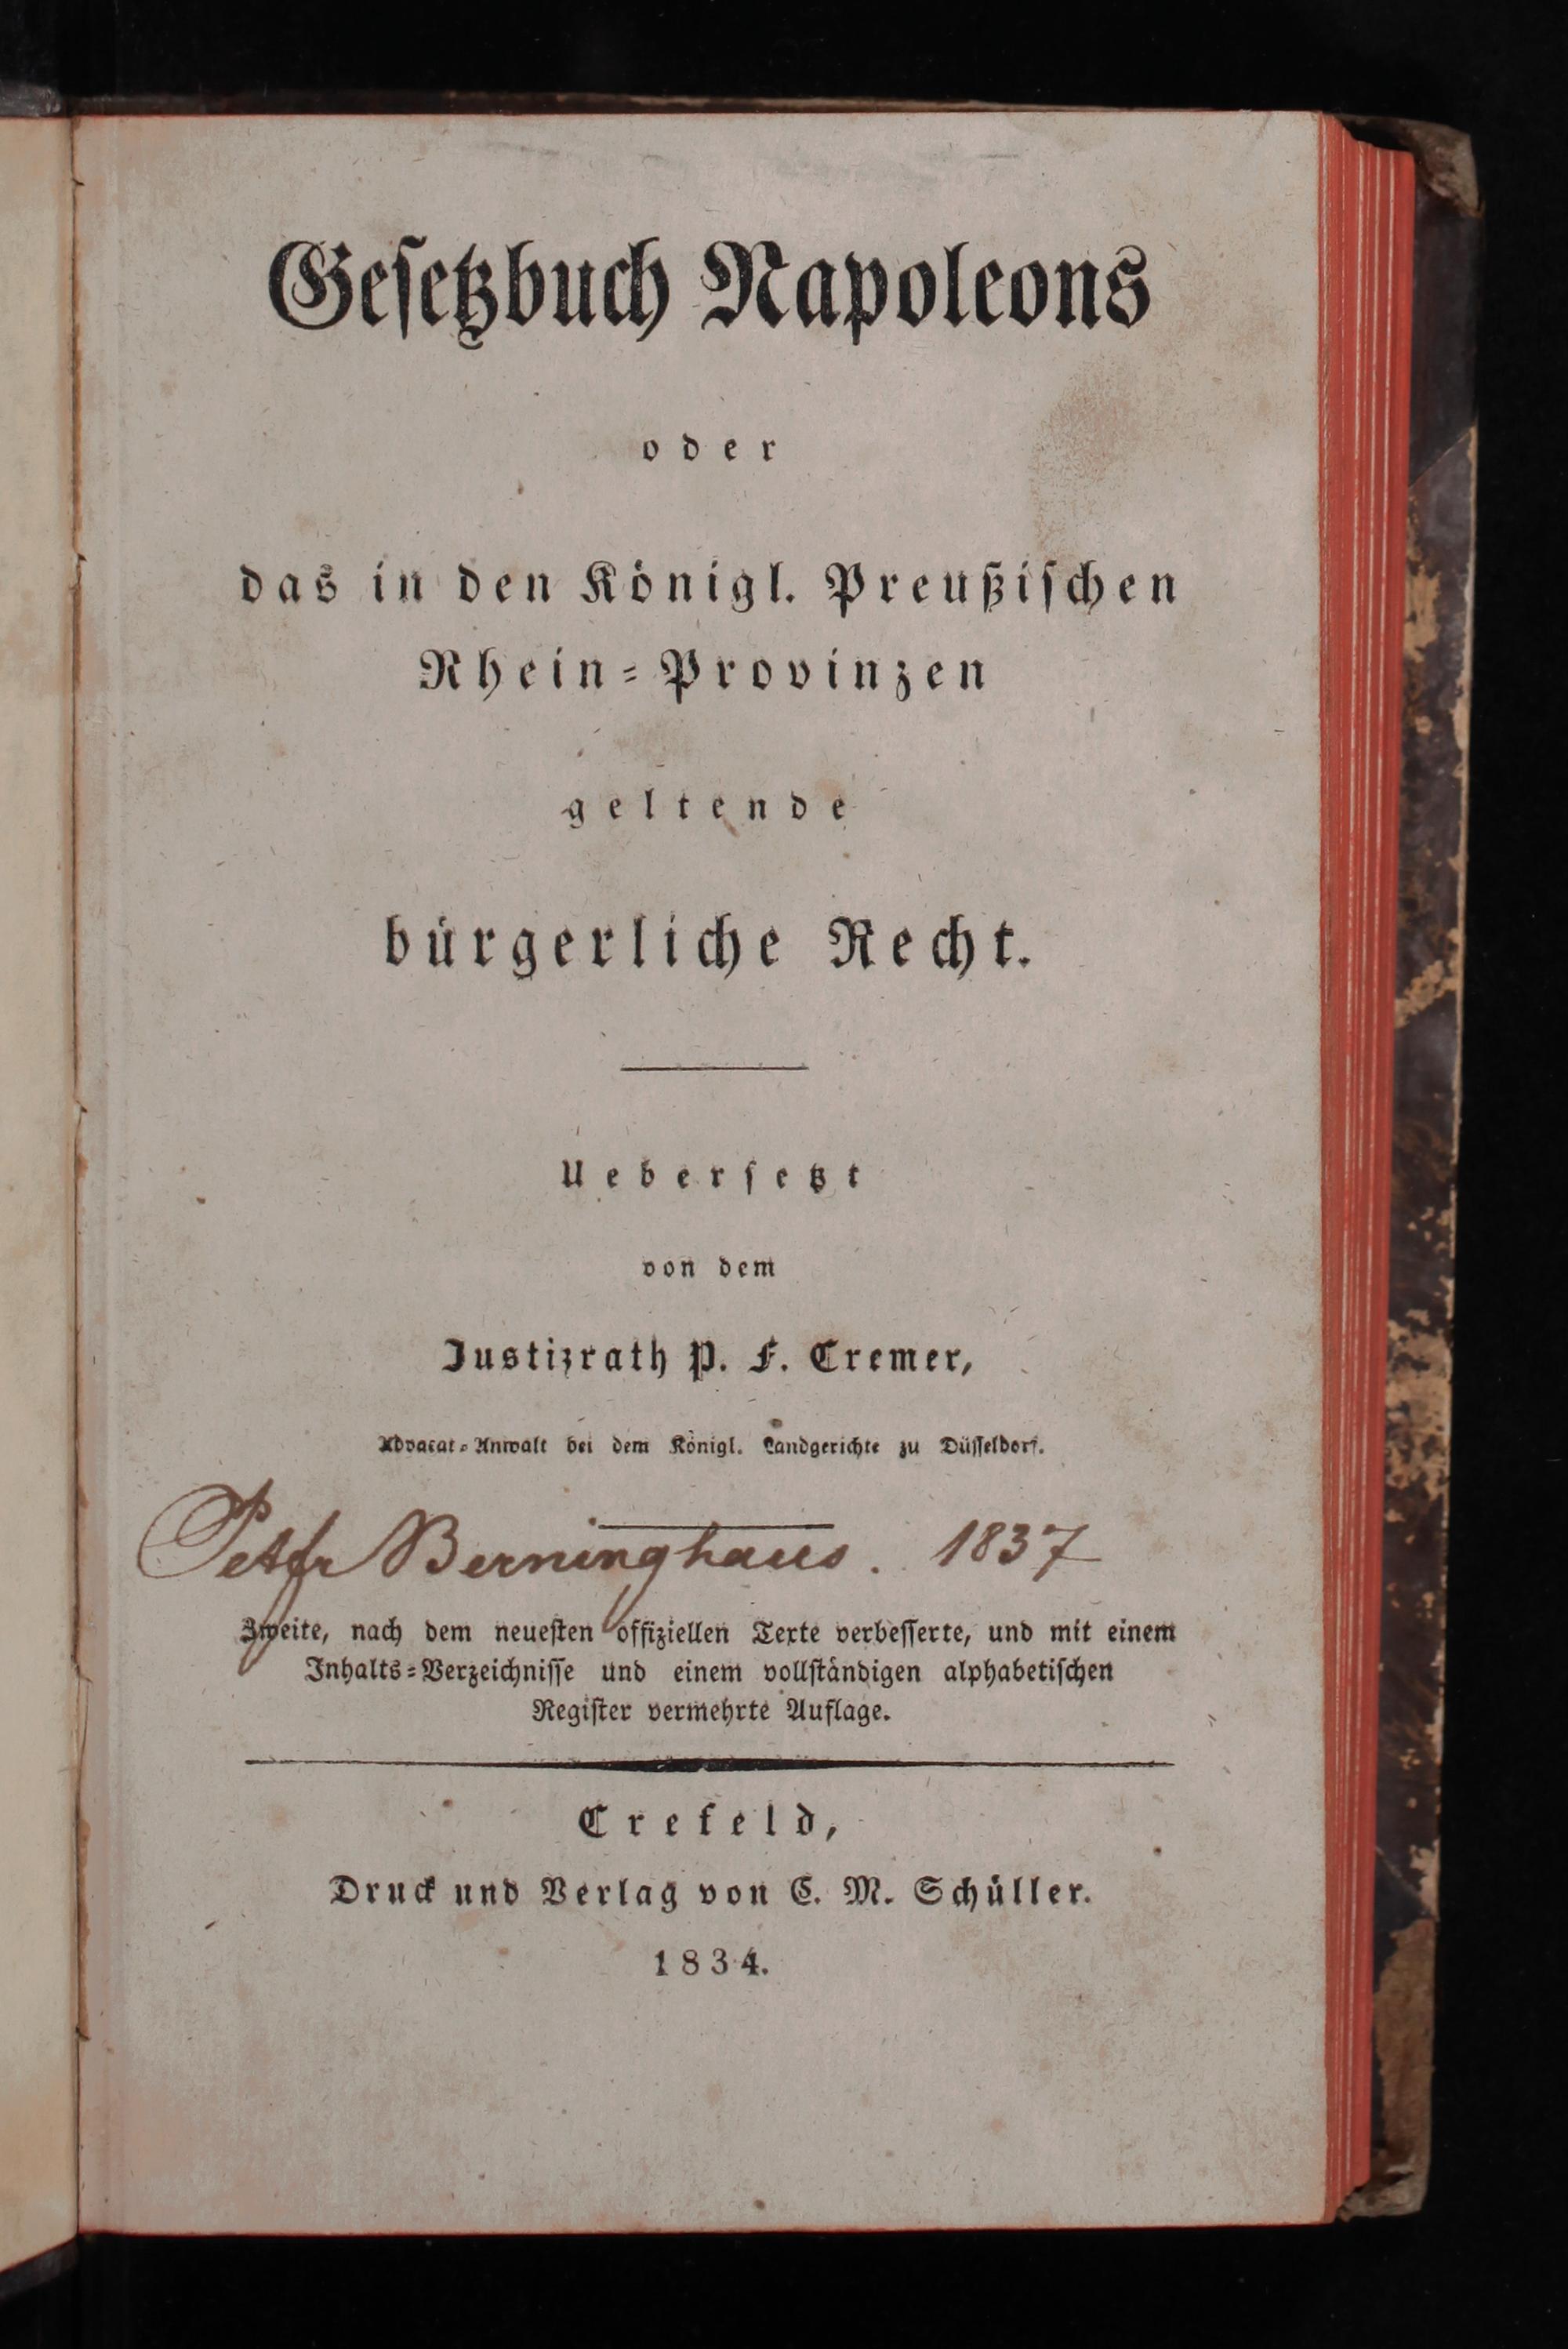 Gesetzbuch Napoleons
oder
das in den Königl. Preußischen
Rhein-Provinzen
geltende
bürgerliche Recht.
Uebersetzt
von dem
Justizrath P. F. Cremer,
Advocat-Anwalt bei dem Königl. Landgerichte zu Düsseldorf.
Berninghaus. 1837
Zweite, nach dem neuesten offiziellen Texte verbesserte, und mit einem
Inhalts-Verzeichnisse und einem vollständigen alphabetischen
Register vermehrte Auflage.
Crefeld,
Druck und Verlag von C. M. Schüller.
1834.